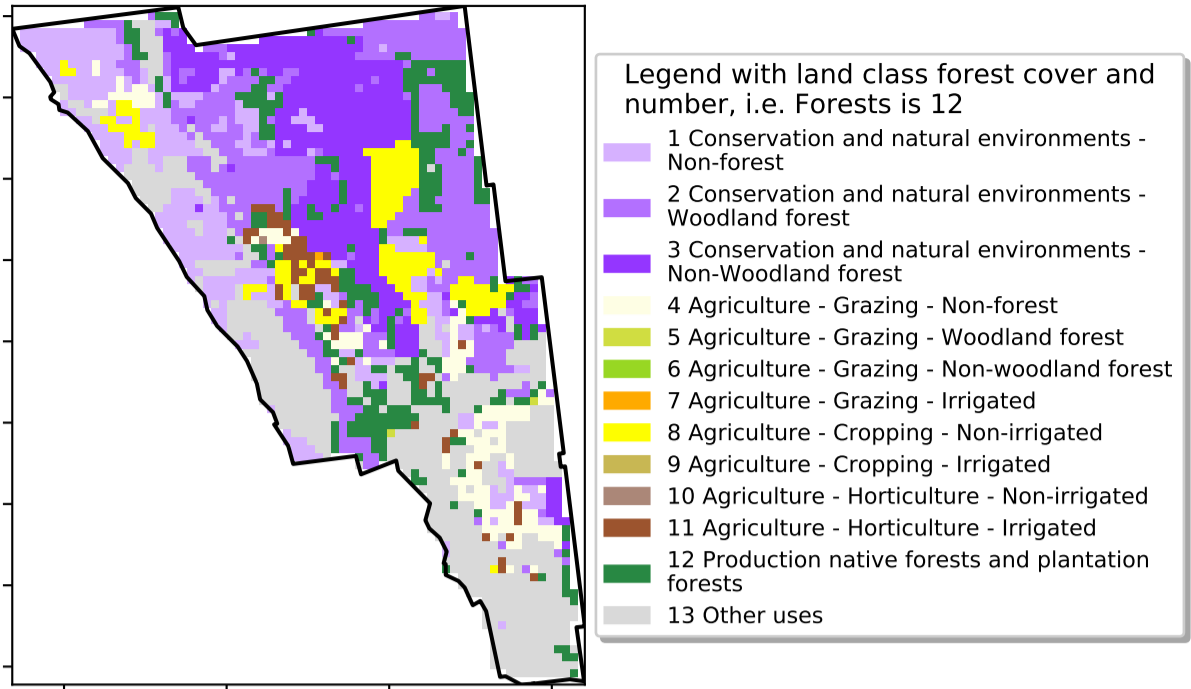 Legend with land class forest cover and
number, i.e. Forests is 12
1 Conservation and natural environments -
Non-forest
2 Conservation and natural environments -
Woodland forest
3 Conservation and natural environments -
Non-Woodland forest
4 Agriculture - Grazing - Non-forest
5 Agriculture - Grazing - Woodland forest
6 Agriculture - Grazing - Non-woodland forest
7 Agriculture - Grazing - Irrigated
8 Agriculture - Cropping - Non-irrigated
9 Agriculture - Cropping - Irrigated
10 Agriculture - Horticulture - Non-irrigated
11 Agriculture - Horticulture - Irrigated
12 Production native forests and plantation
forests
13 Other uses